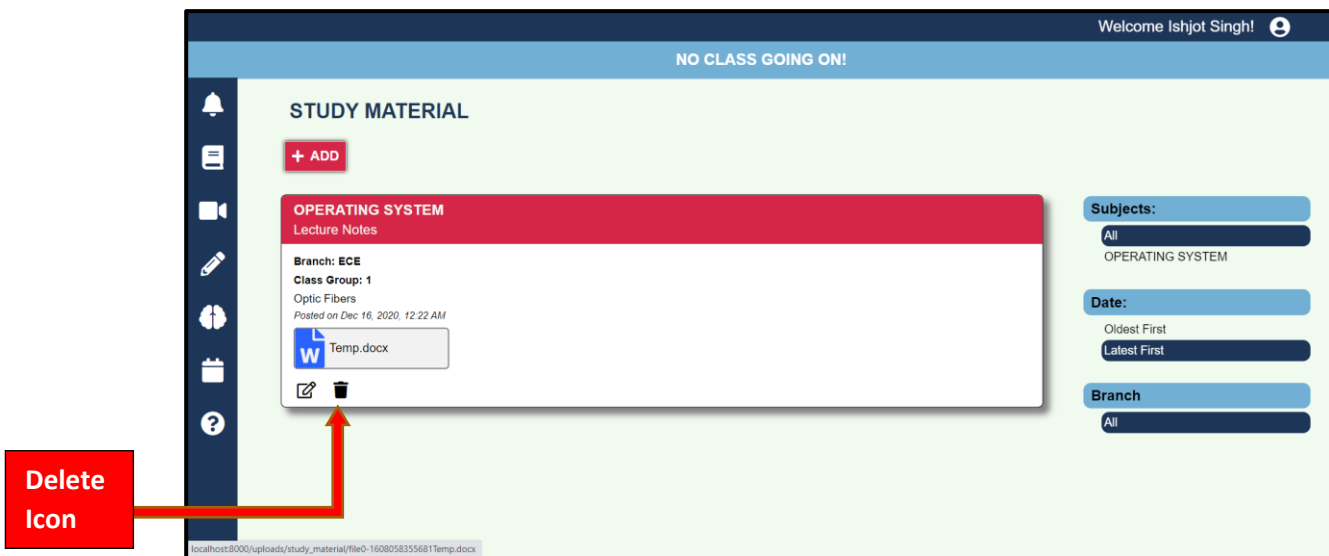 Welcome Ishjot Singh!
NO CLASS GOING ON!
STUDY MATERIAL
+ ADD
OPERATING SYSTEM
Lecture Notes
Branch: ECE
Class Group: 1
Optic Fibers
Posted on Dec 16, 2020, 12:22 AM
W Temp.docx
Subjects:
All
OPERATING SYSTEM
Date:
Oldest First
Latest First
Branch
All
Delete
Icon
localhost:8000/uploads/study_material/file0-1608058355681Temp.docx